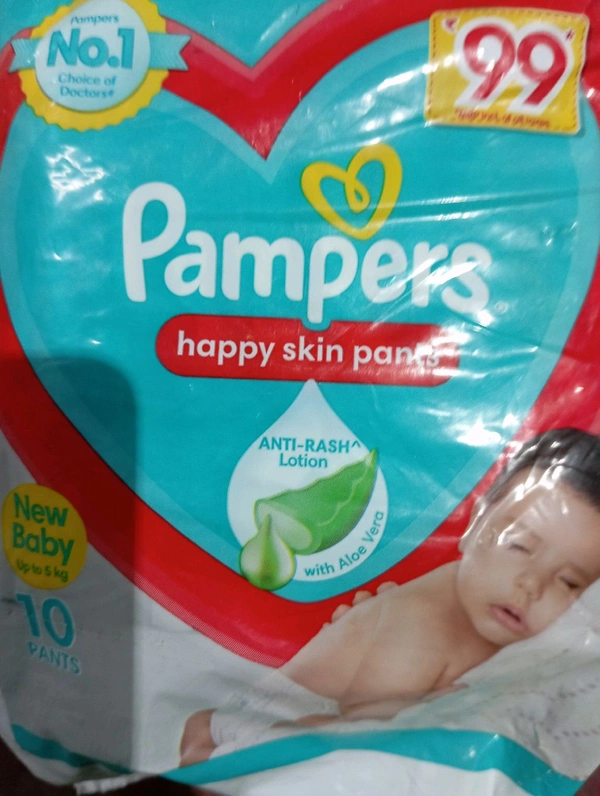 Pampers
No.1
Choice of
Doctors*
99
Pampers
happy skin pants
ANTI-RASH^
Lotion
with Aloe Vera
New
Baby
Up to 5 kg
10
PANTS